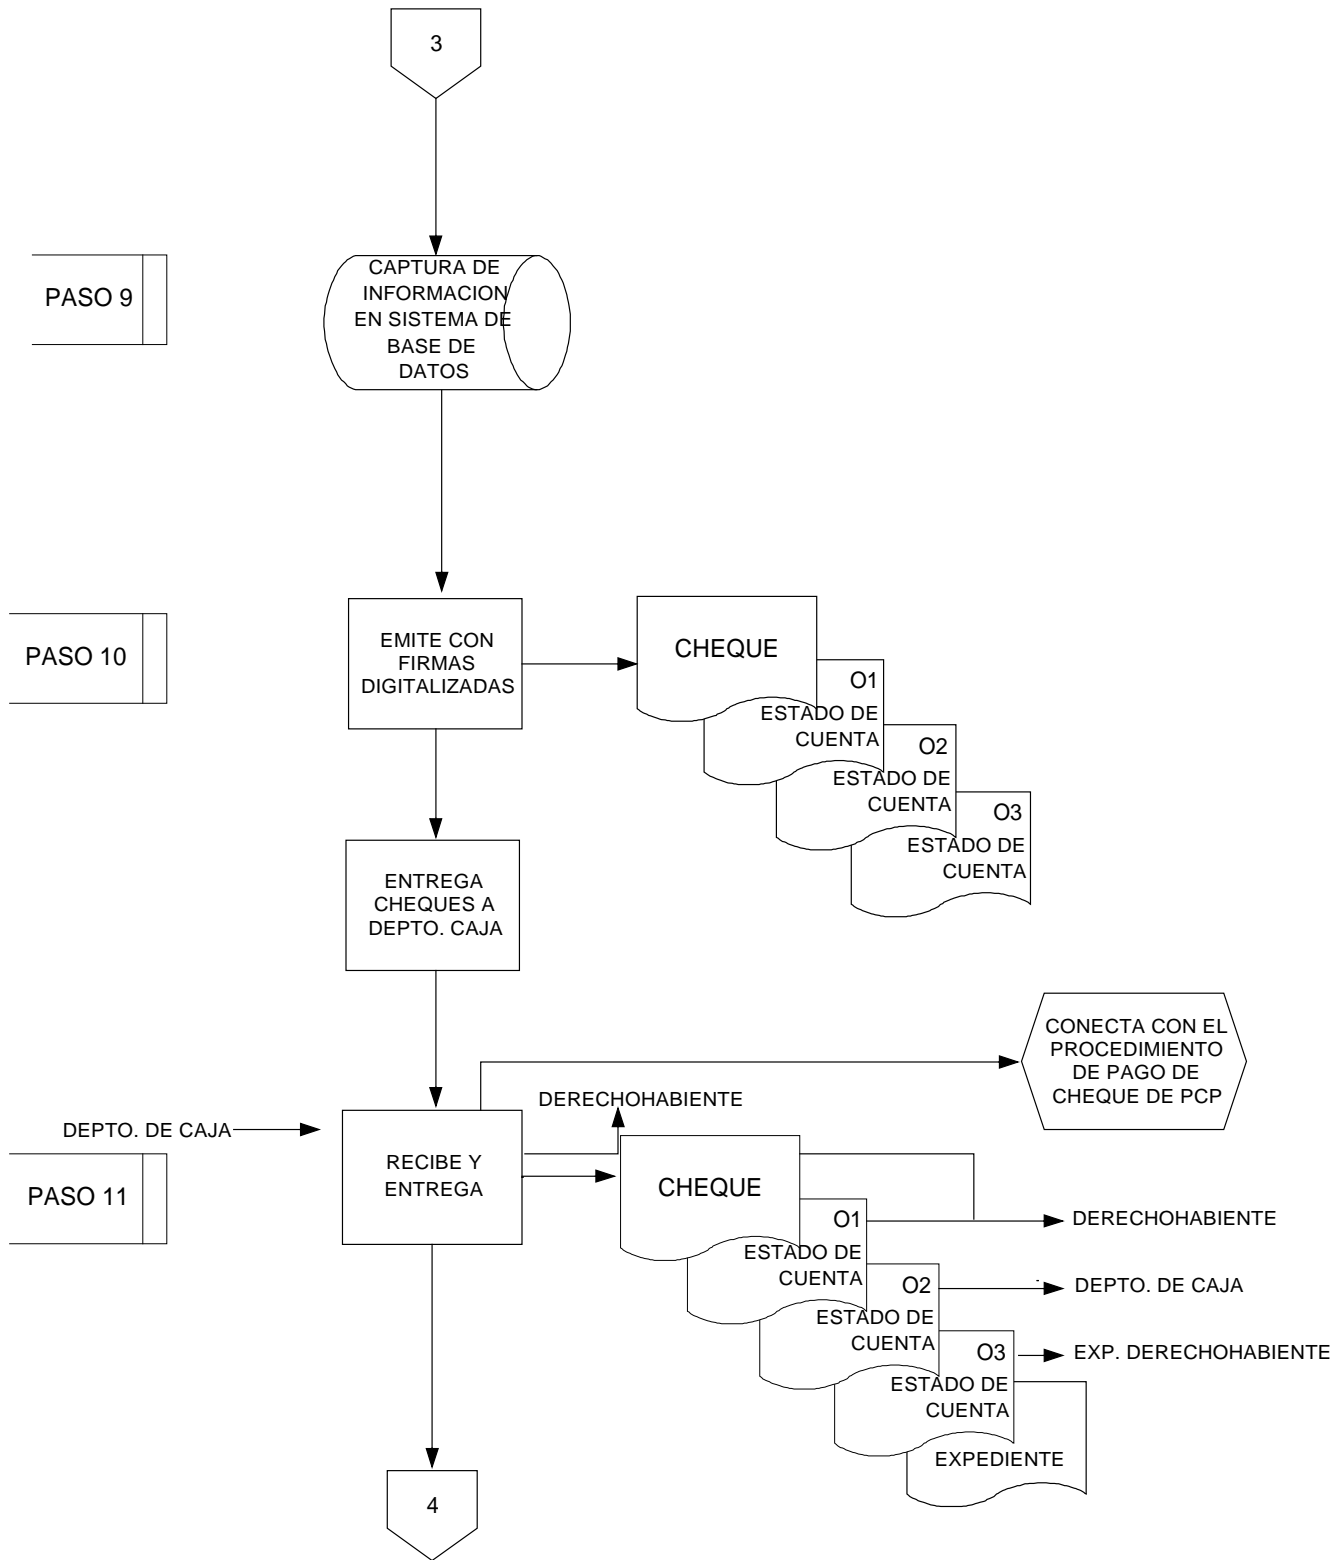 3
PASO 9
CAPTURA DE
INFORMACION
EN SISTEMA DE
BASE DE
DATOS
PASO 10
EMITE CON
FIRMAS
DIGITALIZADAS
CHEQUE
O1
ESTADO DE
CUENTA
O2
ESTADO DE
CUENTA
O3
ESTADO DE
CUENTA
ENTREGA
CHEQUES A
DEPTO. CAJA
CONECTA CON EL
PROCEDIMIENTO
DE PAGO DE
CHEQUE DE PCP
DERECHOHABIENTE
DEPTO. DE CAJA
PASO 11
RECIBE Y
ENTREGA
CHEQUE
O1
ESTADO DE
CUENTA
DERECHOHABIENTE
O2
ESTADO DE
CUENTA
DEPTO. DE CAJA
O3
ESTADO DE
CUENTA
EXP. DERECHOHABIENTE
EXPEDIENTE
4